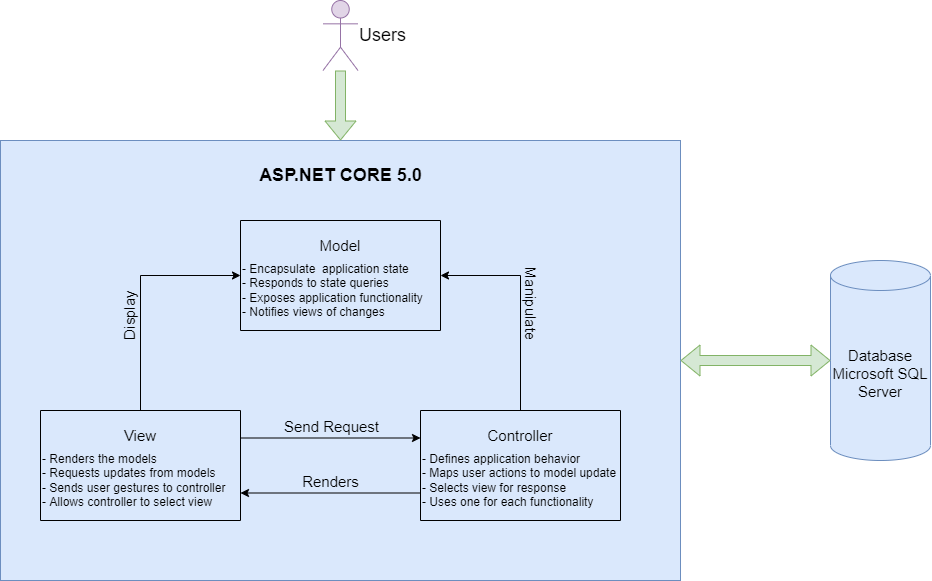 Users
ASP.NET CORE 5.0
Model
- Encapsulate  application state
- Responds to state queries
- Exposes application functionality
- Notifies views of changes
Display
Manipulate
Database
Microsoft SQL
Server
Send Request
View
- Renders the models
- Requests updates from models
- Sends user gestures to controller
- Allows controller to select view
Controller
- Defines application behavior
- Maps user actions to model update
- Selects view for response
- Uses one for each functionality
Renders